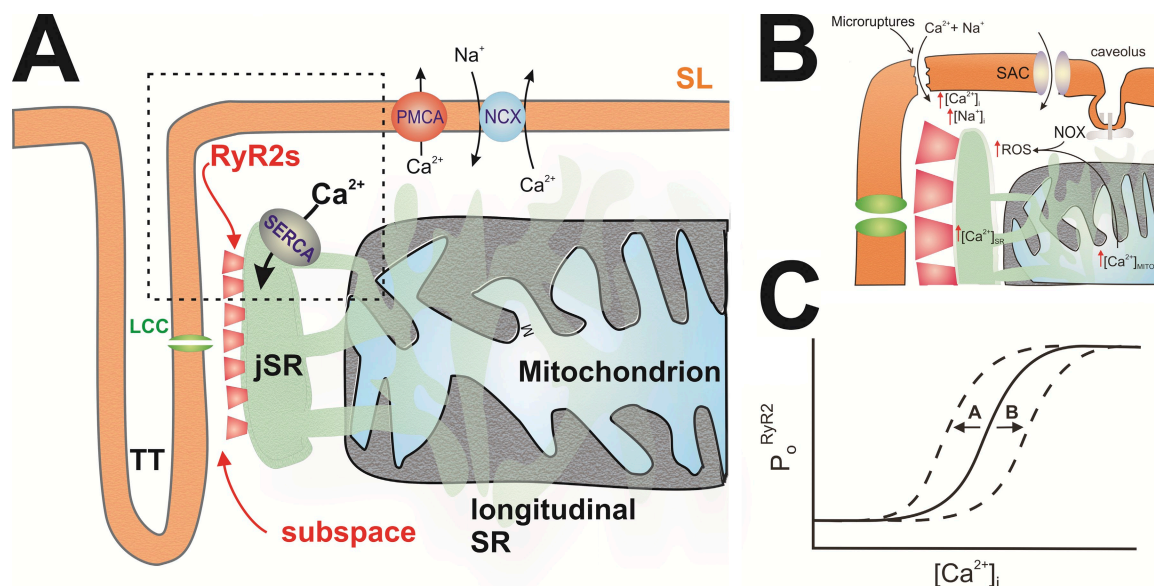 A
Na⁺
SL
PMCA
NCX
RyR2s
Ca²⁺
Ca²⁺
Ca²⁺
SERCA
LCC
jSR
M
Mitochondrion
TT
longitudinal
SR
subspace
B
Microruptures
Ca²⁺+ Na⁺
caveolus
SAC
↑[Ca²⁺]i
↑[Na⁺]i
NOX
↑ROS
↑[Ca²⁺]SR
↑[Ca²⁺]MITO
C
Po RyR2
A
B
[Ca²⁺]i